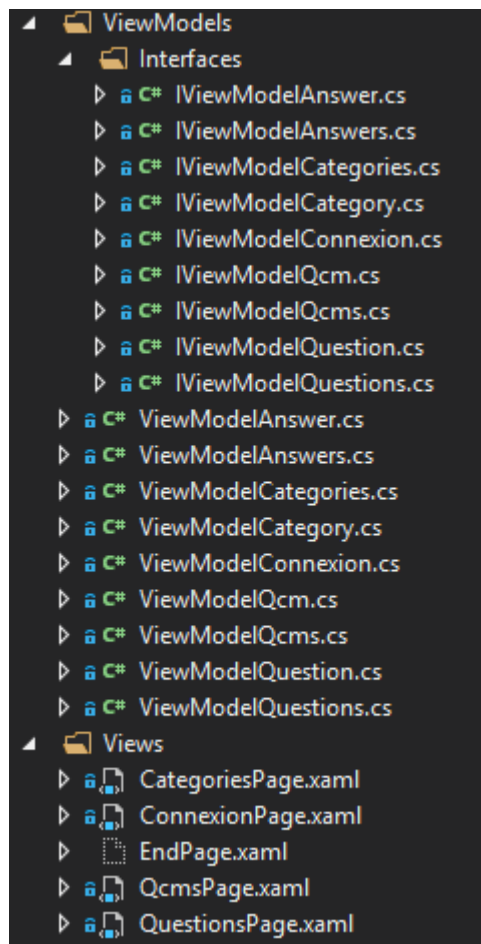 ViewModels
Interfaces
C# IViewModelAnswer.cs
C# IViewModelAnswers.cs
C# IViewModelCategories.cs
C# IViewModelCategory.cs
C# IViewModelConnexion.cs
C# IViewModelQcm.cs
C# IViewModelQcms.cs
C# IViewModelQuestion.cs
C# IViewModelQuestions.cs
C# ViewModelAnswer.cs
C# ViewModelAnswers.cs
C# ViewModelCategories.cs
C# ViewModelCategory.cs
C# ViewModelConnexion.cs
C# ViewModelQcm.cs
C# ViewModelQcms.cs
C# ViewModelQuestion.cs
C# ViewModelQuestions.cs
Views
CategoriesPage.xaml
ConnexionPage.xaml
EndPage.xaml
QcmsPage.xaml
QuestionsPage.xaml